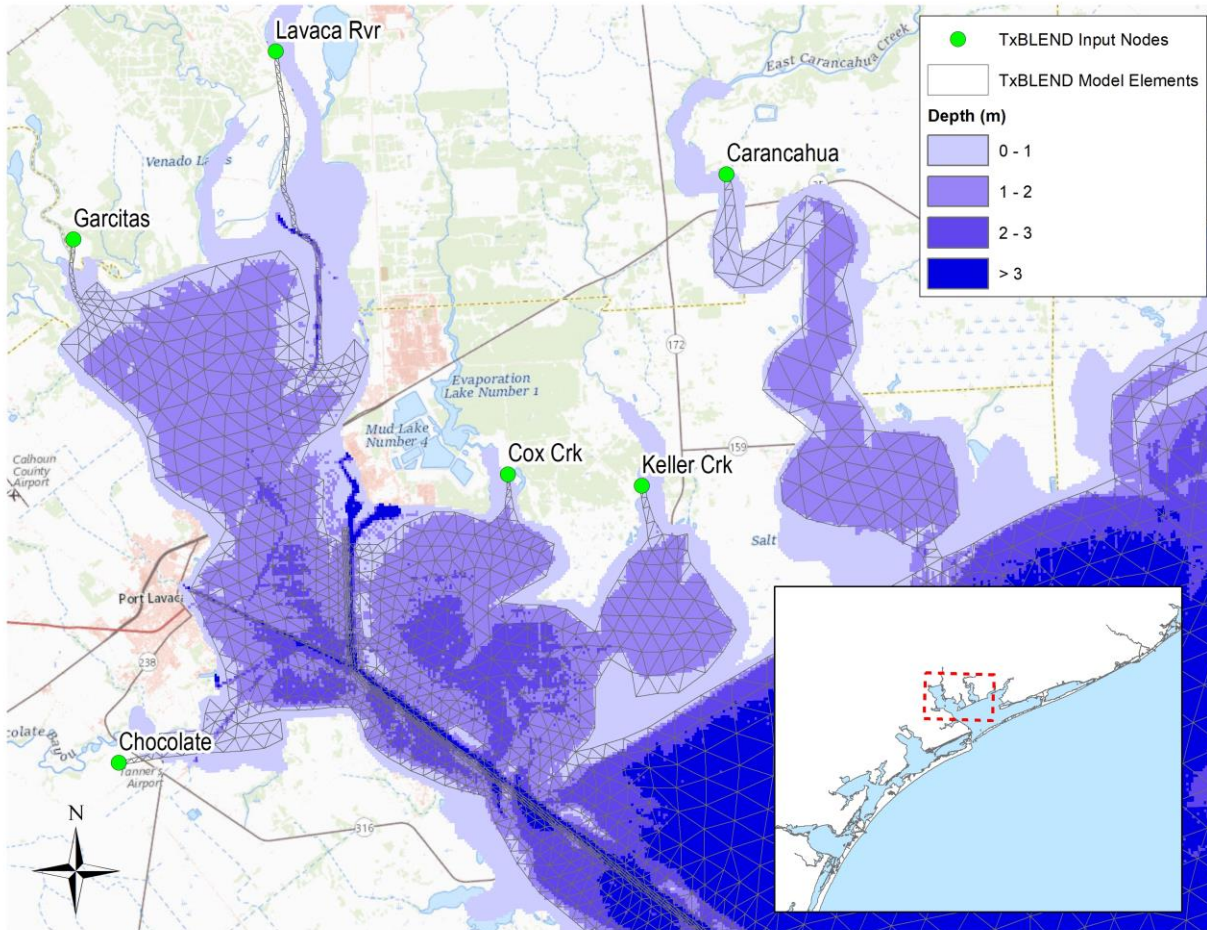 Lavaca Rvr
East Carancahua Creek
TxBLEND Input Nodes
TxBLEND Model Elements
Depth (m)
0 - 1
1 - 2
2 - 3
> 3
Venado Lakes
Carancahua
Garcitas
172
Evaporation
Lake Number 1
Mud Lake
Number 4
159
Calhoun
County
Airport
Cox Crk
Keller Crk
Salt
Port Lavaca
238
Chocolate
Tanner's
Airport
Bayou
316
N